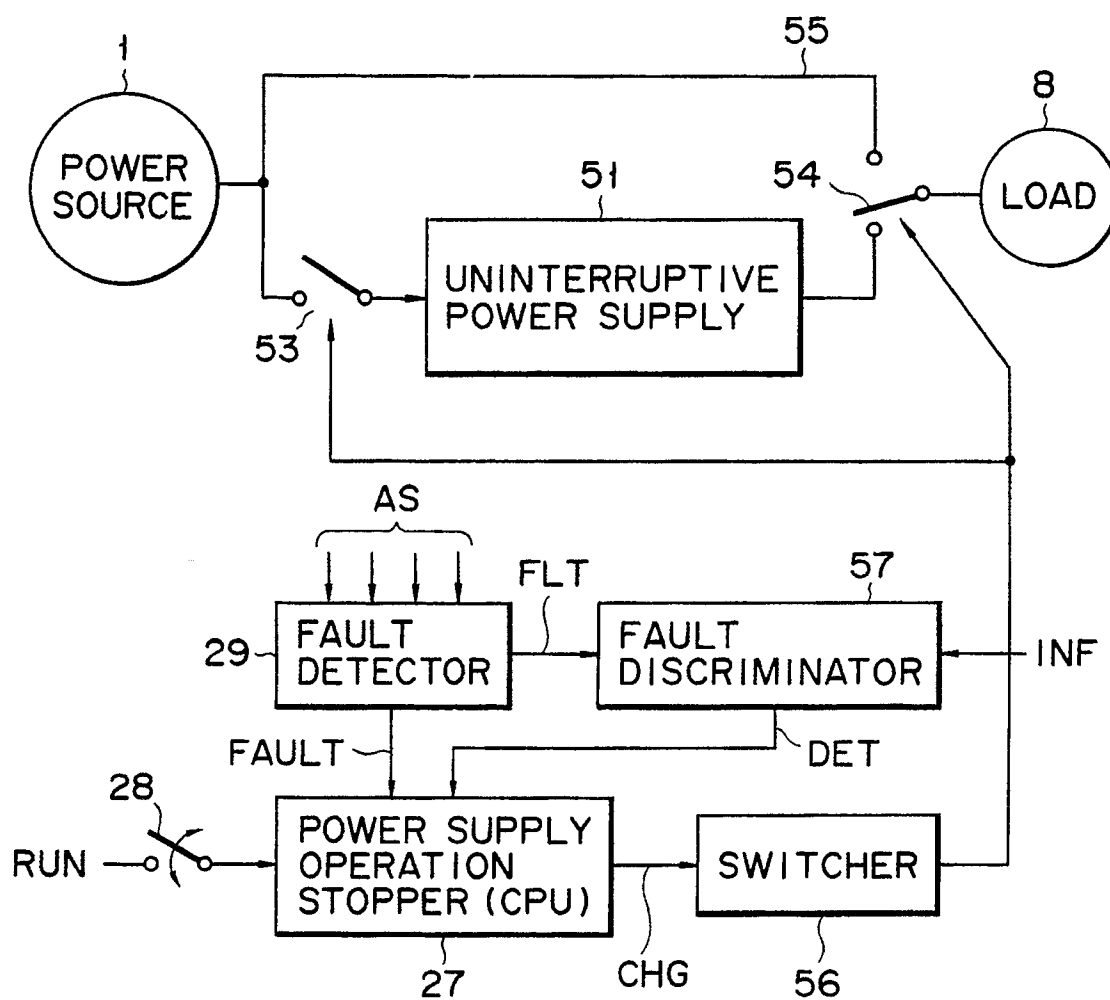 1
55
8
POWER
SOURCE
51
54
LOAD
UNINTERRUPTIVE
POWER SUPPLY
53
AS
FLT
57
29
FAULT
DETECTOR
FAULT
DISCRIMINATOR
INF
FAULT
DET
28
RUN
POWER SUPPLY
OPERATION
STOPPER (CPU)
SWITCHER
27
CHG
56